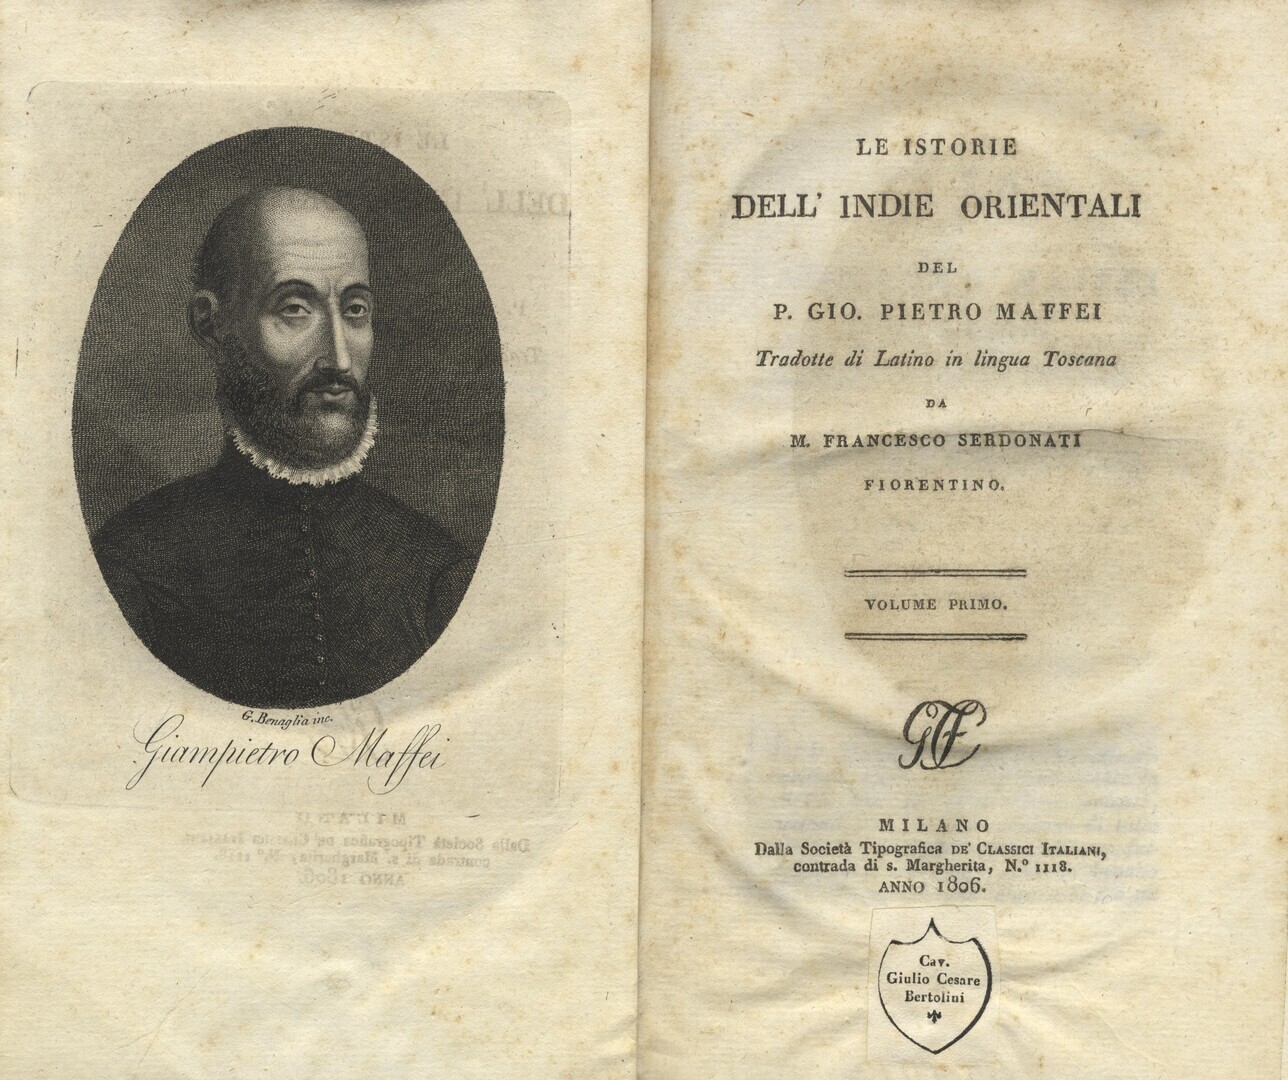 G. Benaglia inc.
Giampietro Maffei
LE ISTORIE
DELL' INDIE ORIENTALI
DEL
P. GIO. PIETRO MAFFEI
Tradotte di Latino in lingua Toscana
DA
M. FRANCESCO SERDONATI
FIORENTINO.
VOLUME PRIMO.
MILANO
Dalla Società Tipografica DE' CLASSICI ITALIANI,
contrada di s. Margherita, N.° 1118.
ANNO 1806.
Cav.
Giulio Cesare
Bertolini